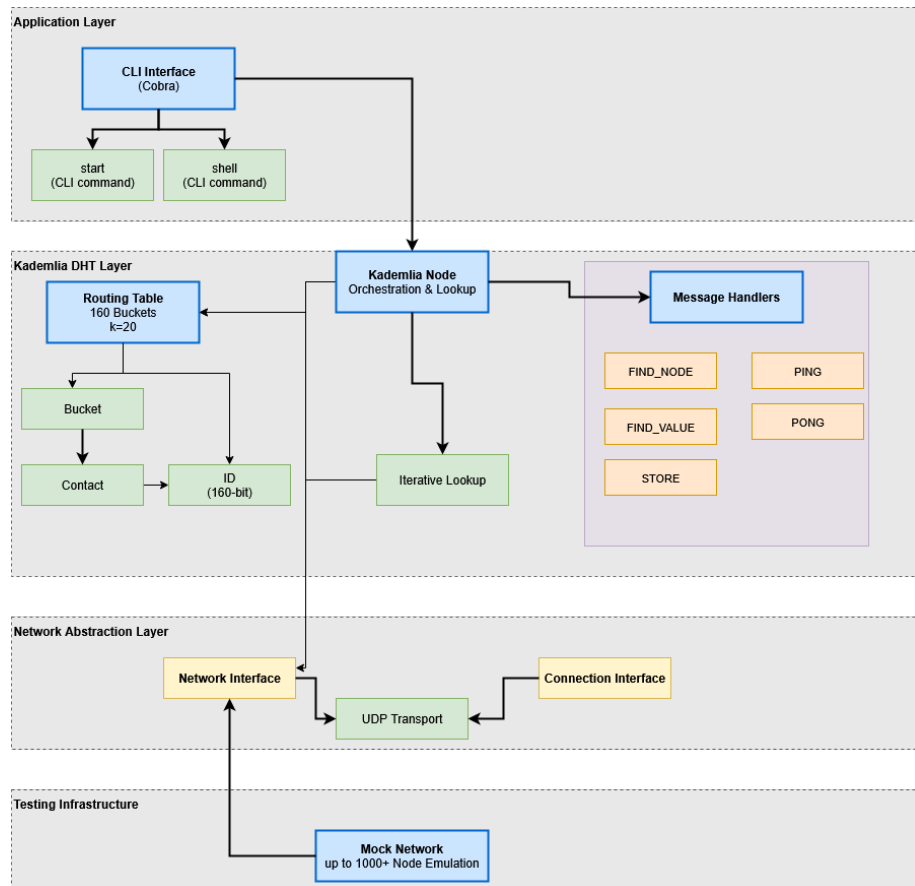 Application Layer
CLI Interface
(Cobra)
start
(CLI command)
shell
(CLI command)
Kademlia DHT Layer
Kademlia Node
Orchestration & Lookup
Routing Table
160 Buckets
k=20
Message Handlers
FIND_NODE
PING
Bucket
FIND_VALUE
PONG
Contact
ID
(160-bit)
Iterative Lookup
STORE
Network Abstraction Layer
Network Interface
Connection Interface
UDP Transport
Testing Infrastructure
Mock Network
up to 1000+ Node Emulation